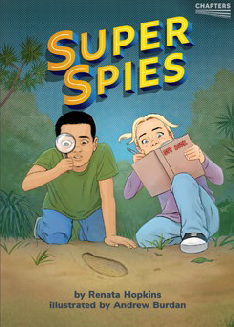 CHAPTERS
SUPER
SPIES
by Renata Hopkins
illustrated by Andrew Burdan